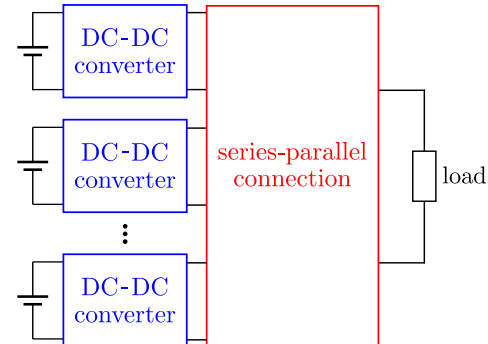 DC-DC
converter
DC-DC
converter
series-parallel
connection
load
DC-DC
converter